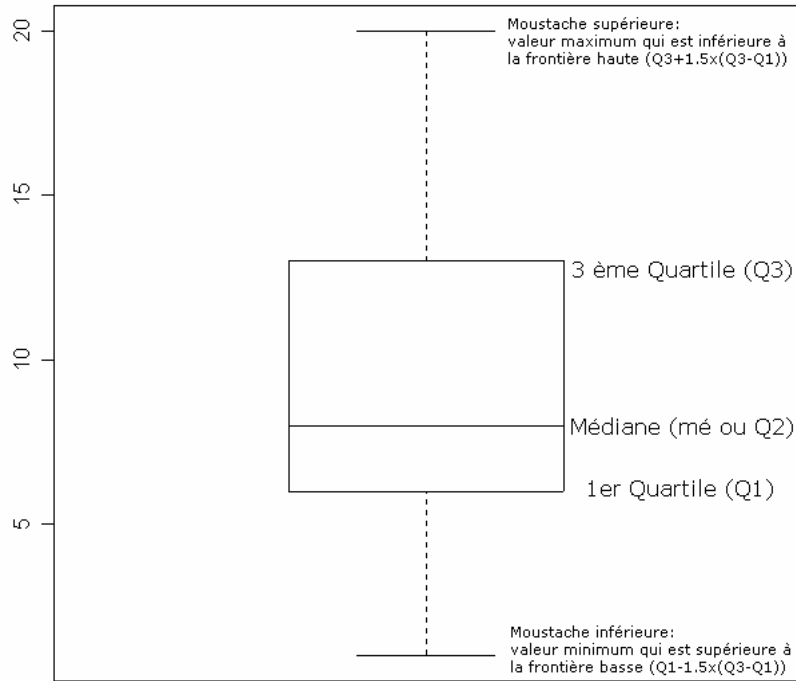 20
Moustache supérieure:
valeur maximum qui est inférieure à
la frontière haute (Q3+1.5x(Q3-Q1))
15
3 ème Quartile (Q3)
10
Médiane (mé ou Q2)
1er Quartile (Q1)
5
Moustache inférieure:
valeur minimum qui est supérieure à
la frontière basse (Q1-1.5x(Q3-Q1))